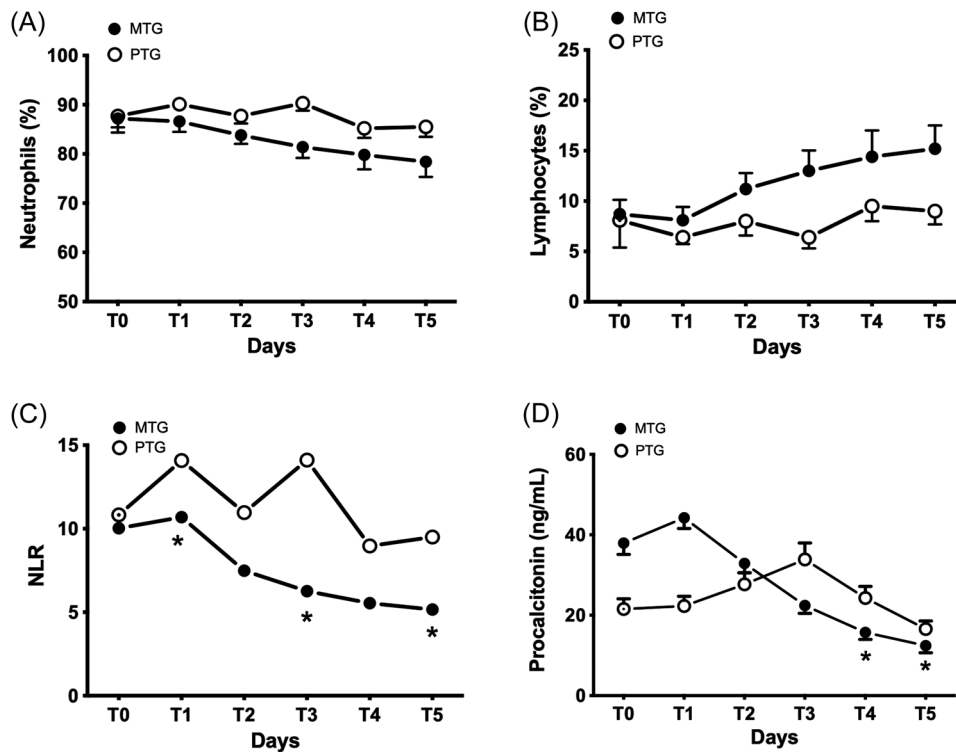 (A)
MTG
PTG
Neutrophils (%)
100
90
80
70
60
50
T0 T1 T2 T3 T4 T5
Days
(B)
MTG
PTG
Lymphocytes (%)
25
20
15
10
5
0
T0 T1 T2 T3 T4 T5
Days
(C)
MTG
PTG
NLR
15
10
5
0
*
*
*
T0 T1 T2 T3 T4 T5
Days
(D)
MTG
PTG
Procalcitonin (ng/mL)
60
40
20
0
*
*
T0 T1 T2 T3 T4 T5
Days